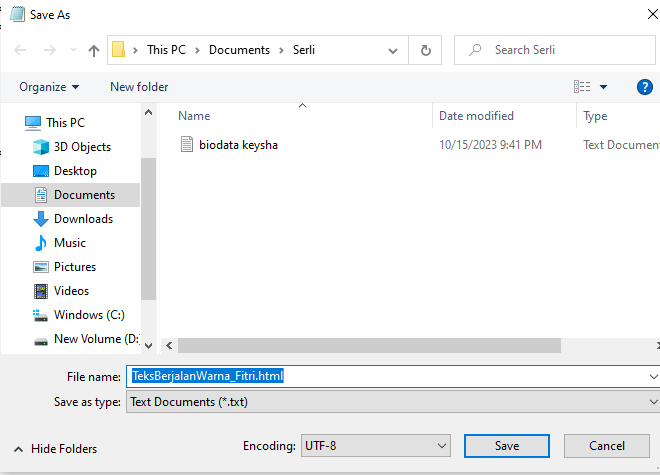 Save As
This PC > Documents > Serli
Search Serli
Organize
New folder
?
Name
Date modified
Type
This PC
3D Objects
Desktop
Documents
Downloads
Music
Pictures
Videos
Windows (C:)
New Volume (D:
biodata keysha
10/15/2023 9:41 PM
Text Documen
File name:
TeksBerjalanWarna_Fitri.html
Save as type:
Text Documents (*.txt)
Hide Folders
Encoding:
UTF-8
Save
Cancel